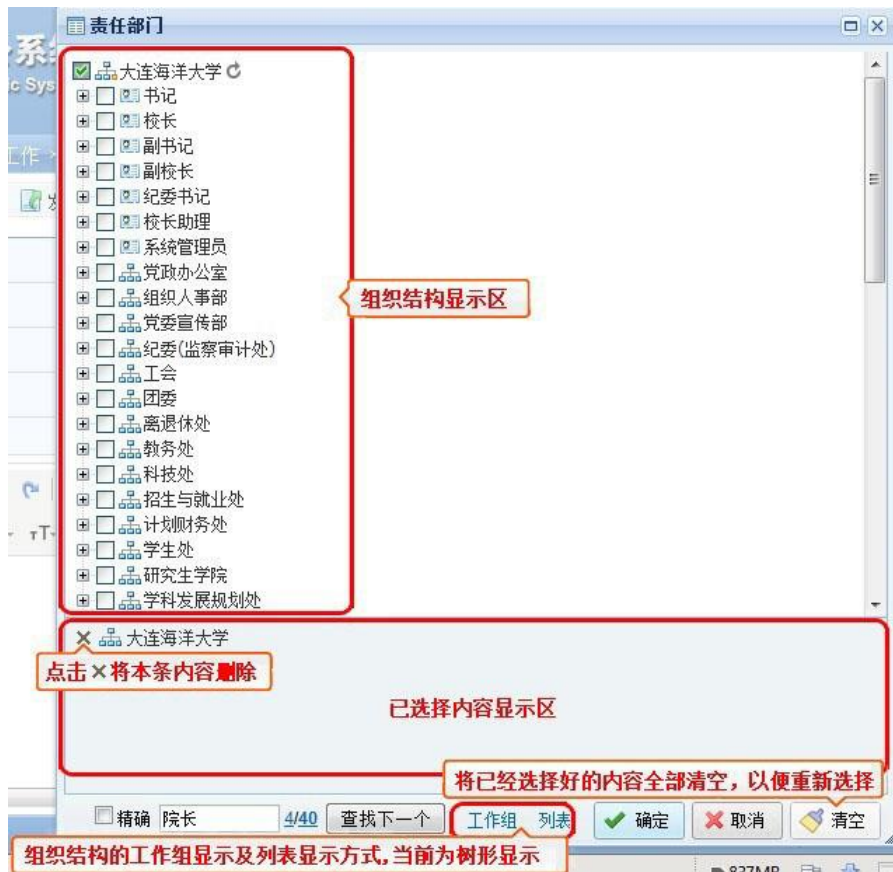 责任部门
系
ic Sys
工作
大连海洋大学
书记
校长
副书记
副校长
纪委书记
校长助理
系统管理员
党政办公室
组织人事部
组织结构显示区
党委宣传部
纪委(监察审计处)
工会
团委
离退休处
教务处
科技处
招生与就业处
计划财务处
学生处
研究生学院
学科发展规划处
大连海洋大学
点击×将本条内容删除
已选择内容显示区
将已经选择好的内容全部清空，以便重新选择
精确 院长 4/40 查找下一个 工作组 列表 确定 取消 清空
组织结构的工作组显示及列表显示方式,当前为树形显示
837MB